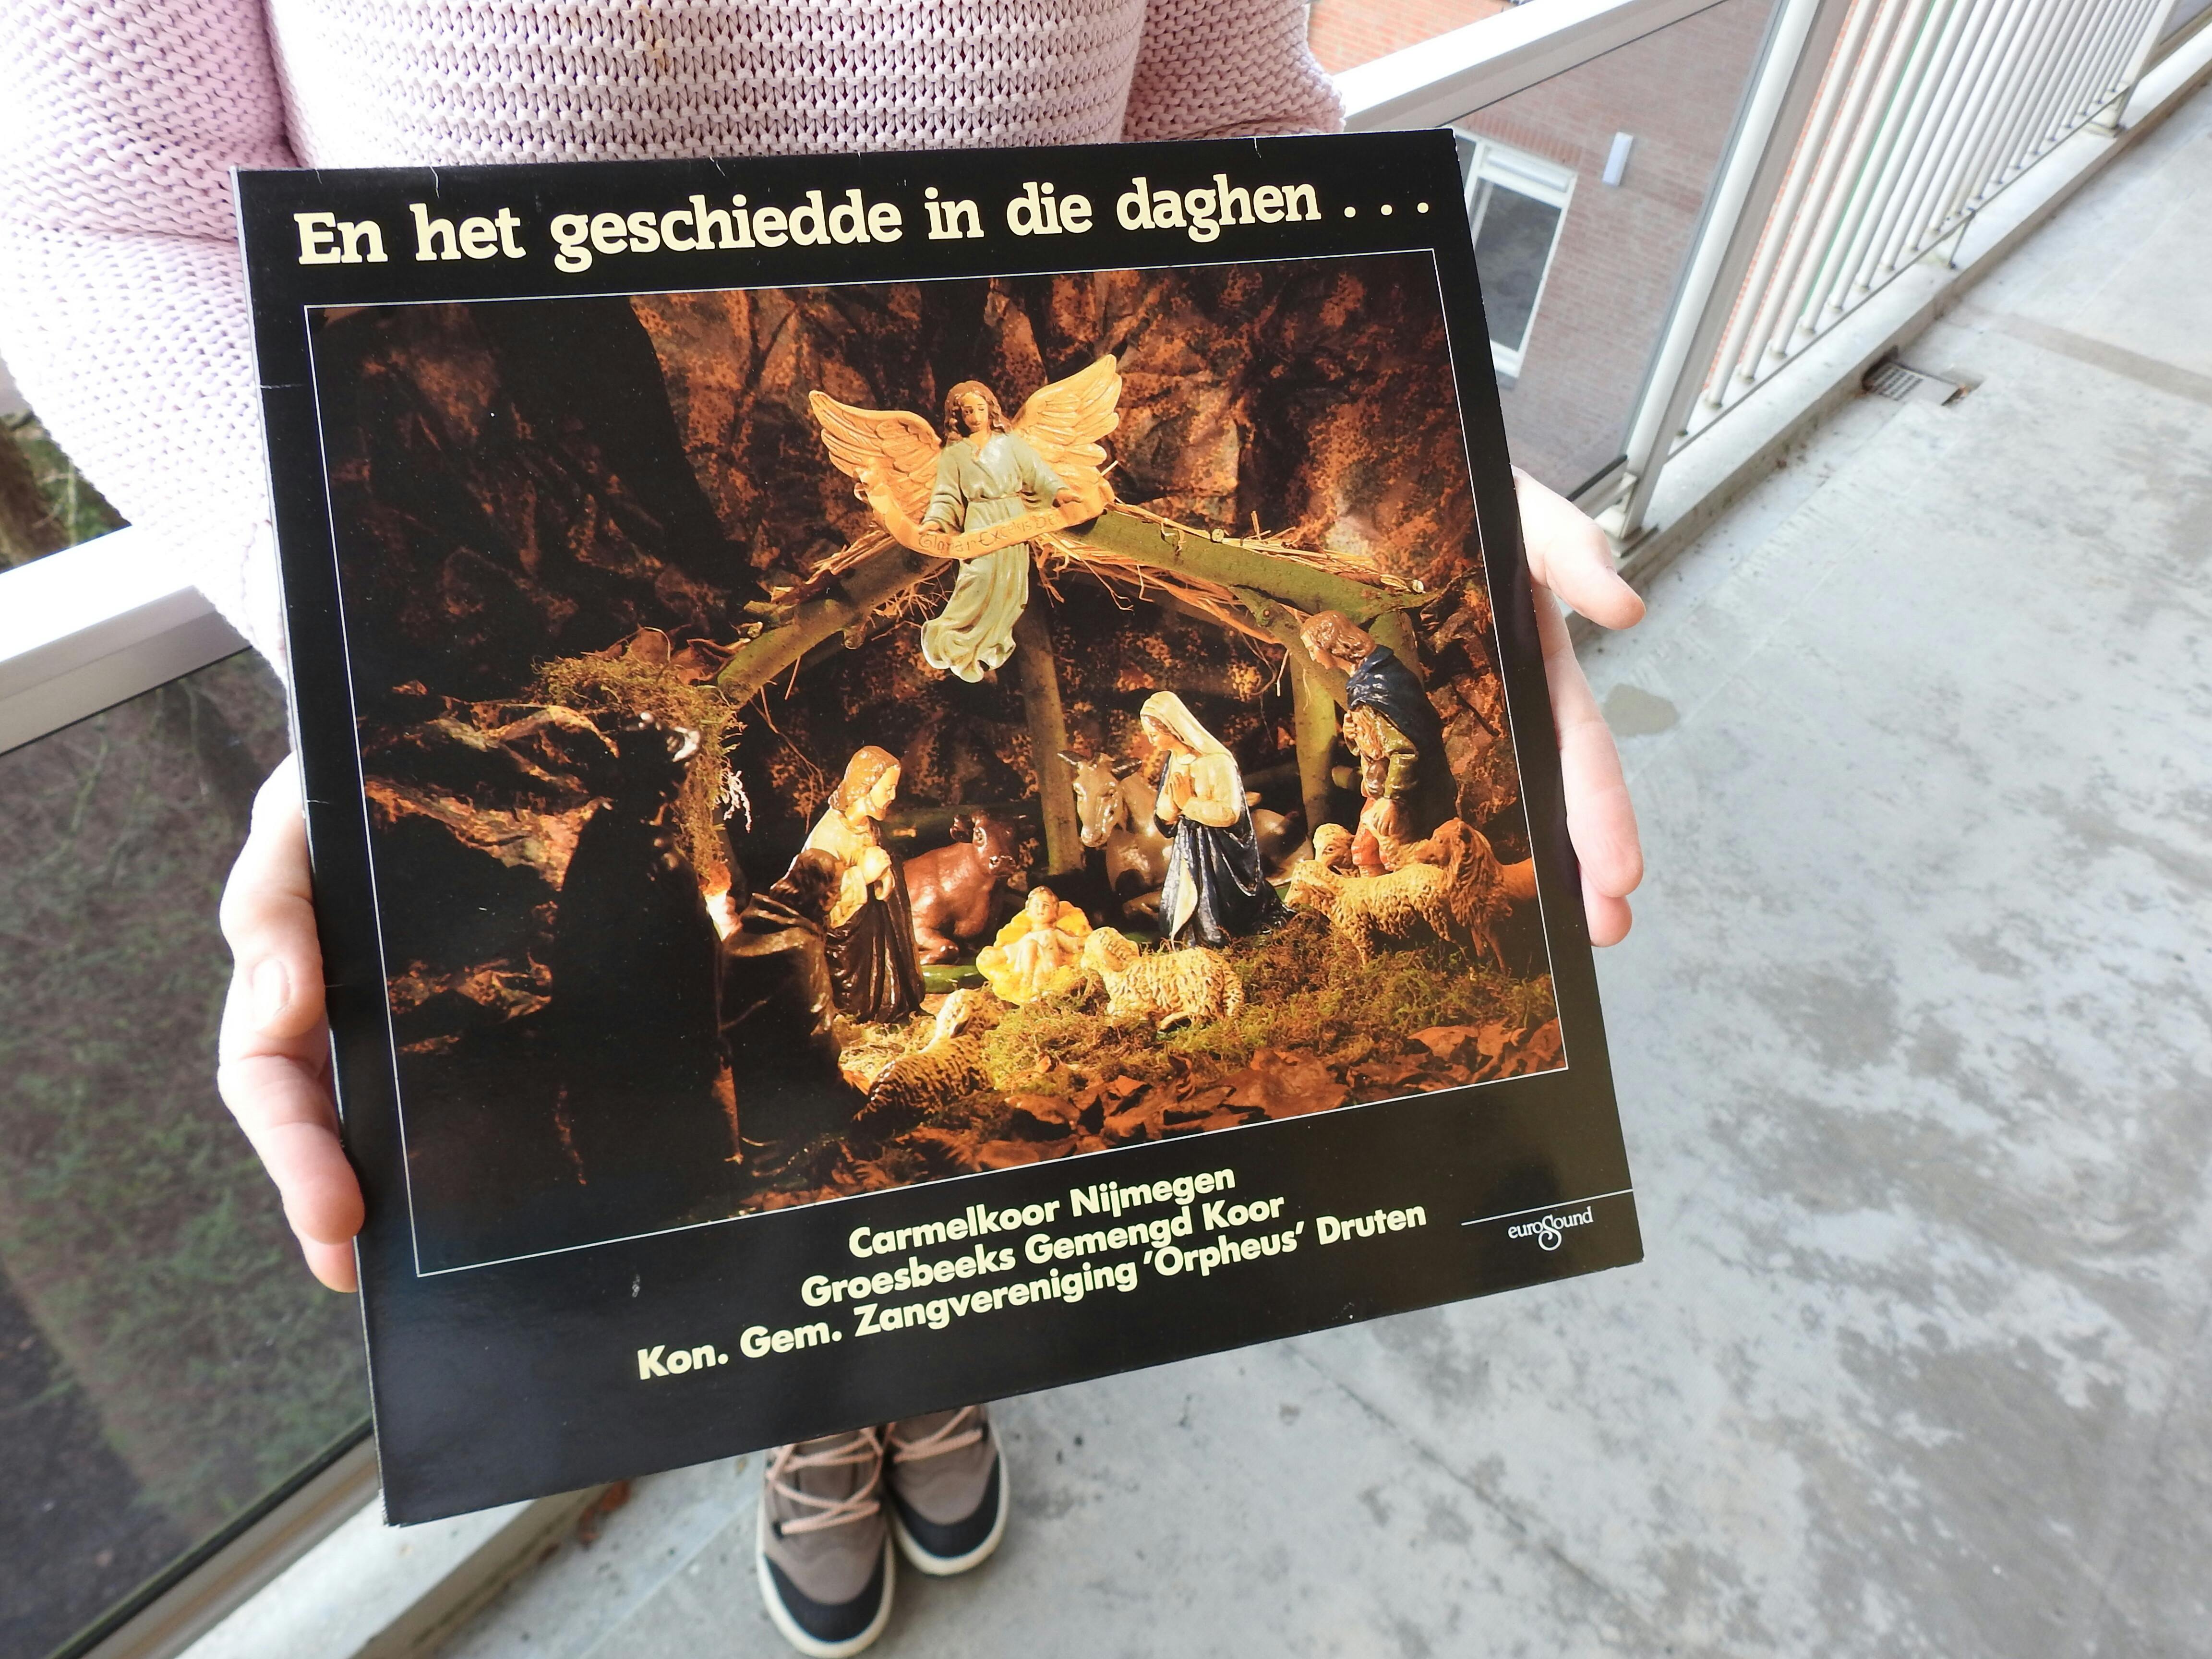 En het geschiedde in die daghen . . .
Carmelkoor Nijmegen
Groesbeeks Gemengd Koor
Kon. Gem. Zangvereniging 'Orpheus' Druten
euroSound